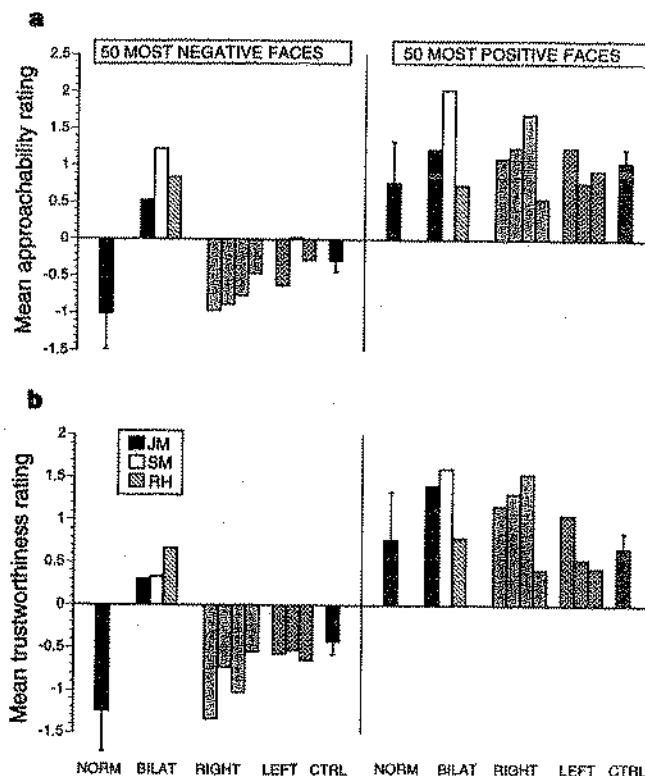 a
50 MOST NEGATIVE FACES
50 MOST POSITIVE FACES
Mean approachability rating
2.5
2
1.5
1
0.5
0
-0.5
-1
-1.5
b
Mean trustworthiness rating
2
1.5
1
0.5
0
-0.5
-1
-1.5
JM
SM
RH
NORM BILAT RIGHT LEFT CTRL NORM BILAT RIGHT LEFT CTRL